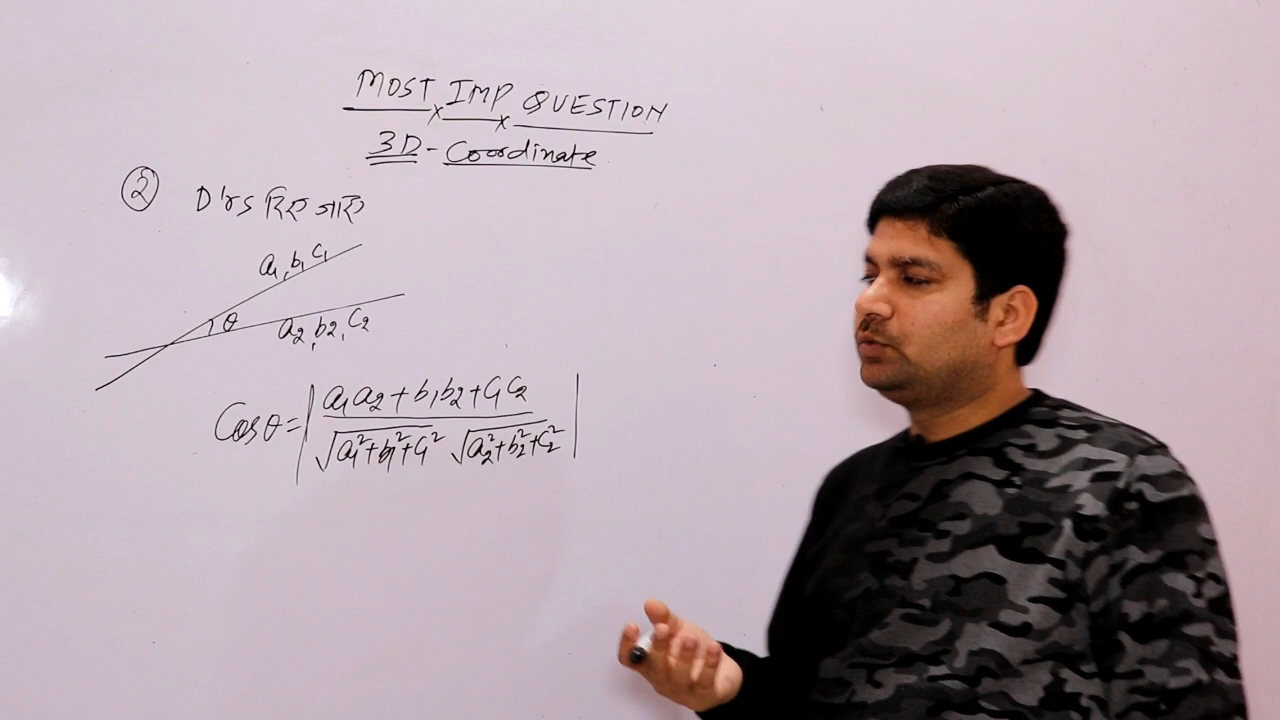 MOST IMP QUESTION
3D - Coordinate
② D'rs दिए जाए
a₁, b₁ c₁
θ
a₂, b₂, c₂
Cosθ = | (a₁a₂ + b₁b₂ + c₁c₂) / (√(a₁² + b₁² + c₁²) √(a₂² + b₂² + c₂²)) |